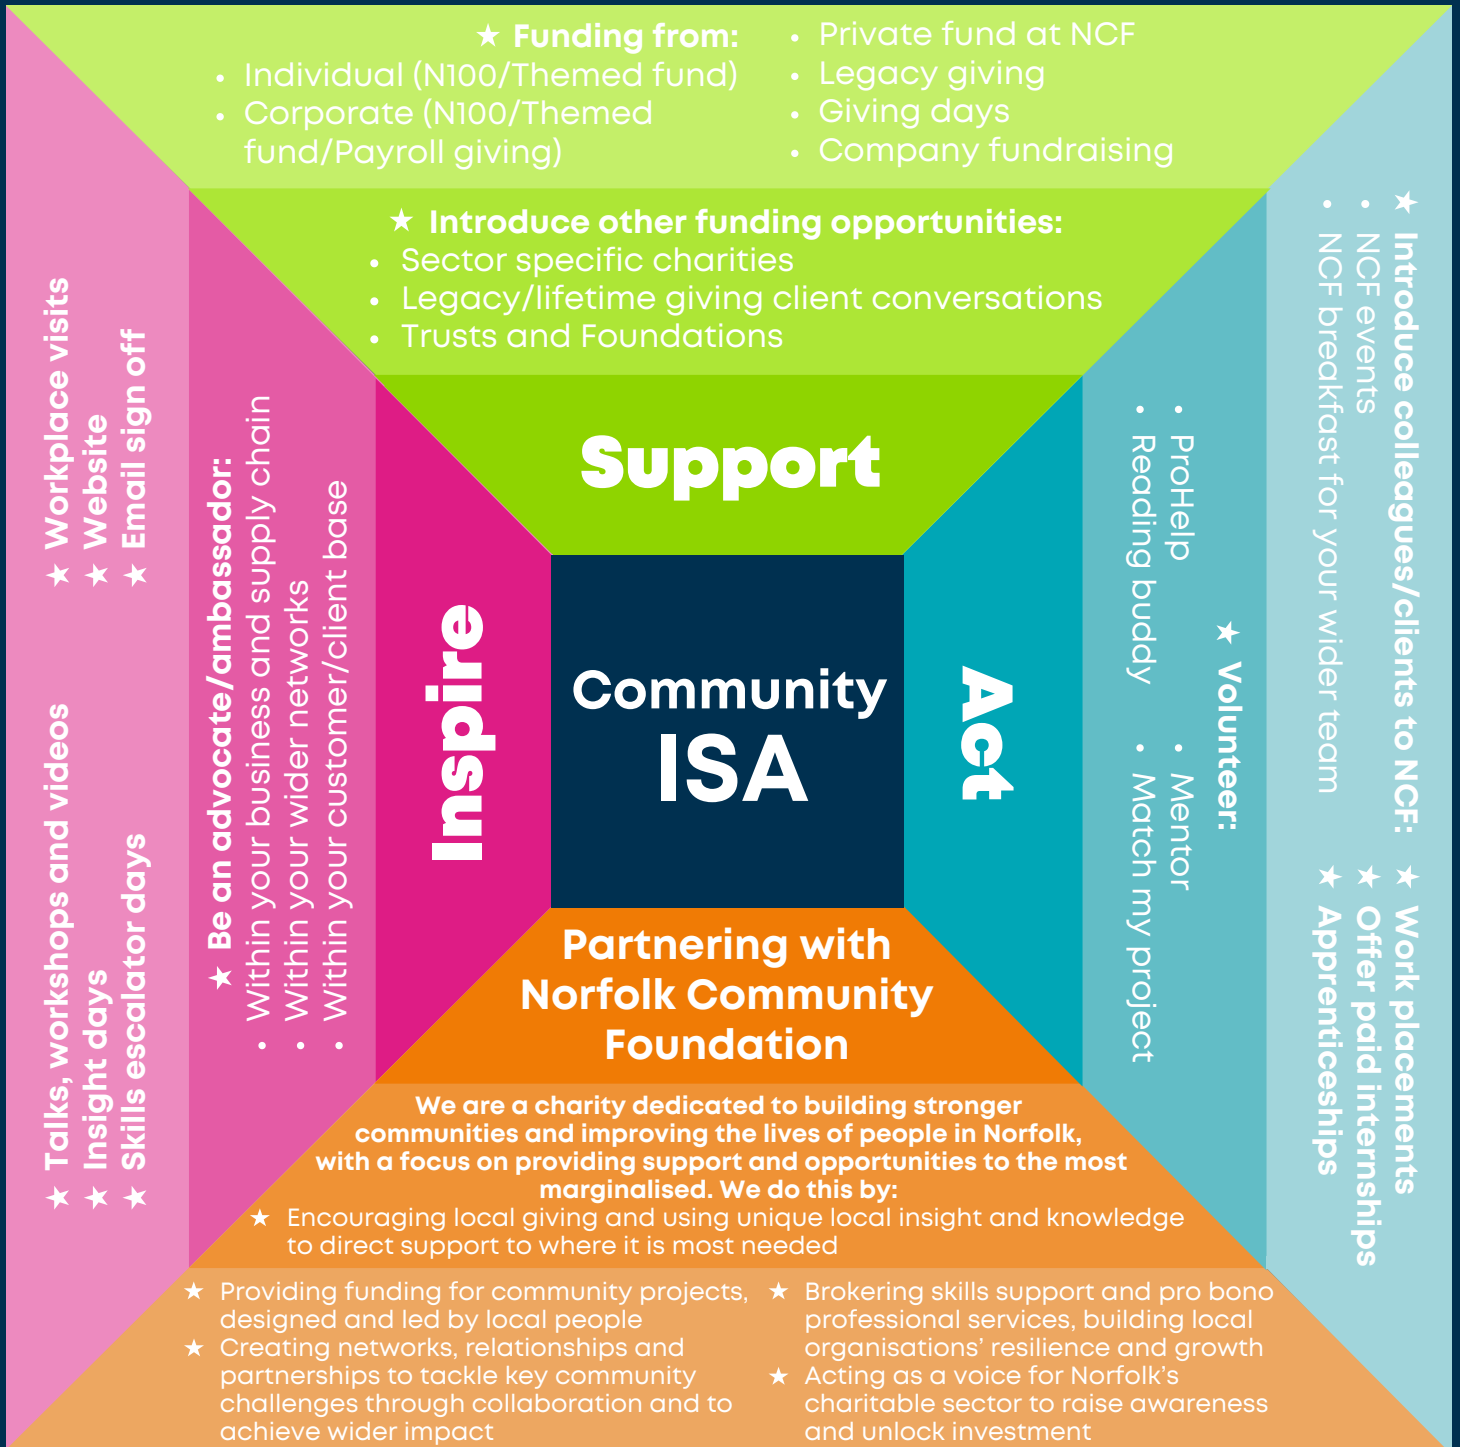 ★ Funding from:
• Individual (N100/Themed fund)
• Corporate (N100/Themed
fund/Payroll giving)
• Private fund at NCF
• Legacy giving
• Giving days
• Company fundraising
★ Introduce other funding opportunities:
• Sector specific charities
• Legacy/lifetime giving client conversations
• Trusts and Foundations
Support
★ Workplace visits
★ Website
★ Email sign off
★ Talks, workshops and videos
★ Insight days
★ Skills escalator days
★ Be an advocate/ambassador:
• Within your business and supply chain
• Within your wider networks
• Within your customer/client base
Inspire
Community
ISA
Act
★ Volunteer:
• ProHelp
• Reading buddy
• Mentor
• Match my project
★ Introduce colleagues/clients to NCF:
• NCF events
• NCF breakfast for your wider team
★ Work placements
★ Offer paid internships
★ Apprenticeships
Partnering with
Norfolk Community
Foundation
We are a charity dedicated to building stronger
communities and improving the lives of people in Norfolk,
with a focus on providing support and opportunities to the most
marginalised. We do this by:
★ Encouraging local giving and using unique local insight and knowledge
to direct support to where it is most needed
★ Providing funding for community projects,
designed and led by local people
★ Creating networks, relationships and
partnerships to tackle key community
challenges through collaboration and to
achieve wider impact
★ Brokering skills support and pro bono
professional services, building local
organisations’ resilience and growth
★ Acting as a voice for Norfolk’s
charitable sector to raise awareness
and unlock investment